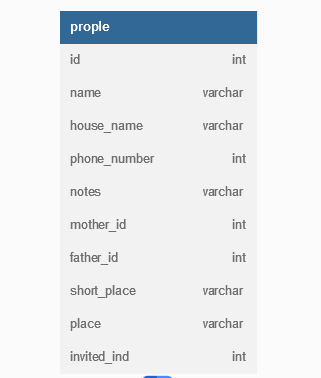 prople
id int
name varchar
house_name varchar
phone_number int
notes varchar
mother_id int
father_id int
short_place varchar
place varchar
invited_ind int